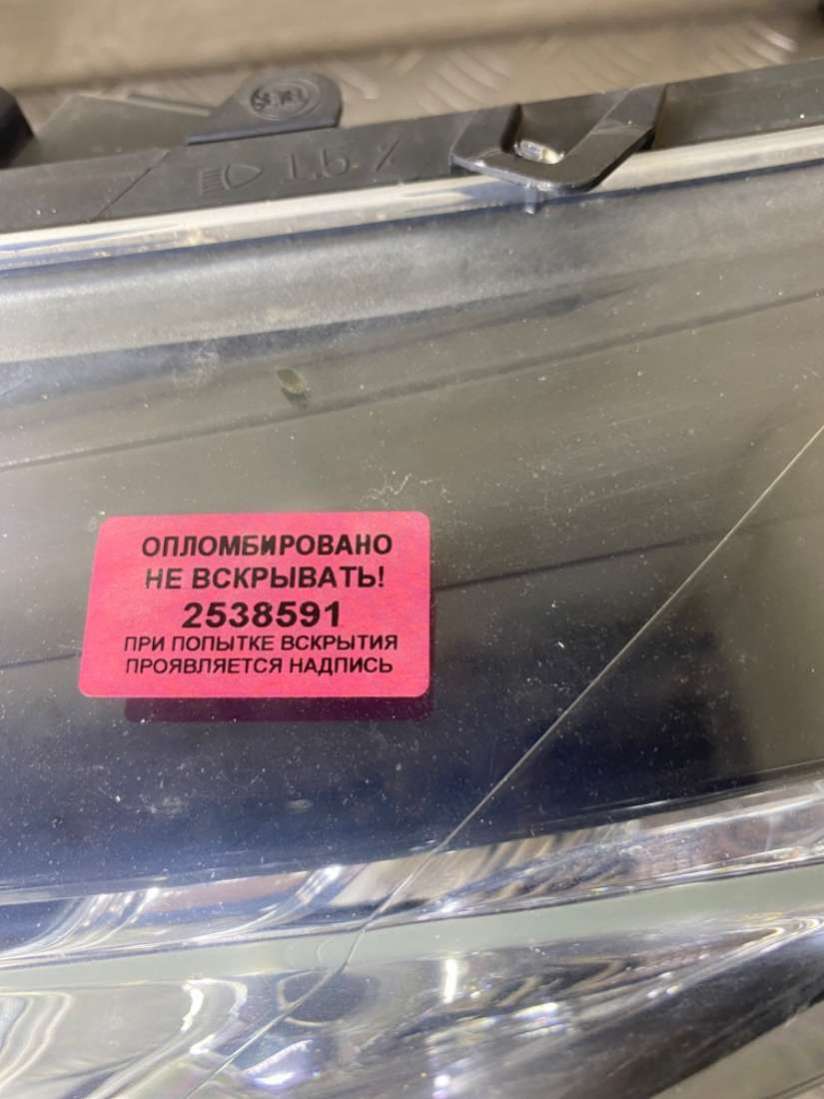 ОПЛОМБИРОВАНО
НЕ ВСКРЫВАТЬ!
2538591
ПРИ ПОПЫТКЕ ВСКРЫТИЯ
ПРОЯВЛЯЕТСЯ НАДПИСЬ